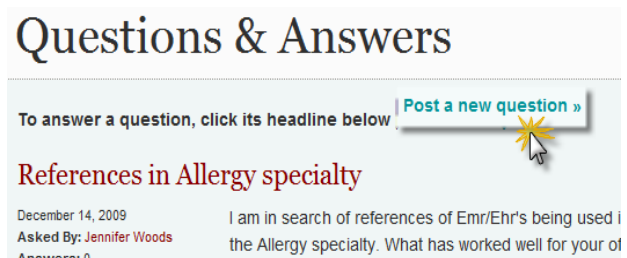 Questions & Answers
To answer a question, click its headline below
Post a new question »
References in Allergy specialty
December 14, 2009
I am in search of references of Emr/Ehr's being used
Asked By: Jennifer Woods
the Allergy specialty. What has worked well for your
Answers: 0